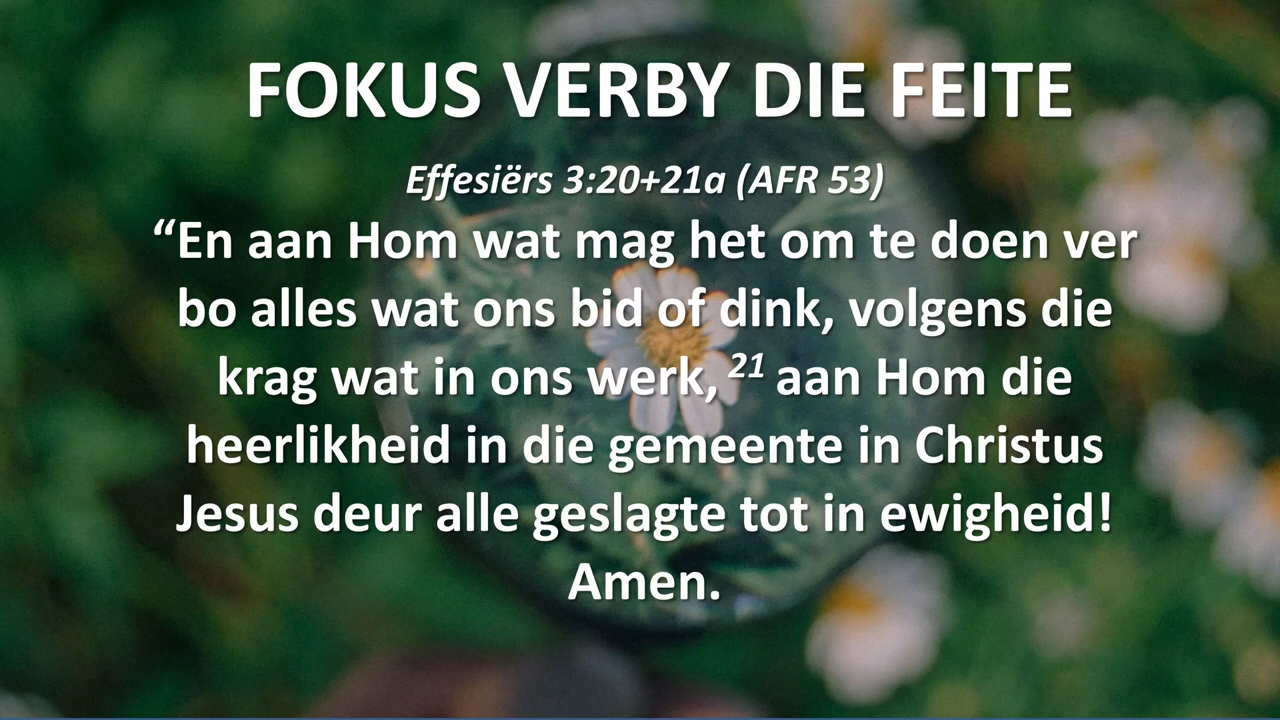 FOKUS VERBY DIE FEITE
Effesiërs 3:20+21a (AFR 53)
“En aan Hom wat mag het om te doen ver
bo alles wat ons bid of dink, volgens die
krag wat in ons werk, 21 aan Hom die
heerlikheid in die gemeente in Christus
Jesus deur alle geslagte tot in ewigheid!
Amen.